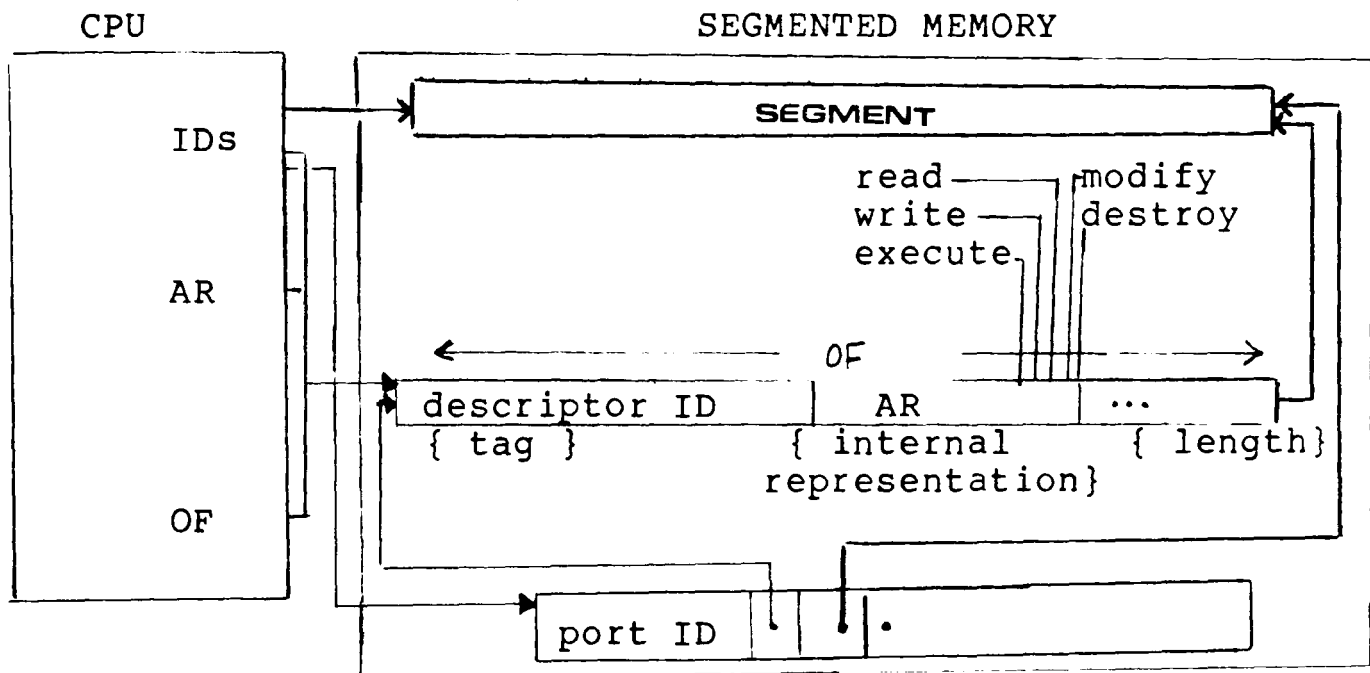 CPU
SEGMENTED MEMORY
SEGMENT
IDs
read
modify
write
destroy
execute
AR
OF
descriptor ID
AR
...
{ tag }
{ internal representation}
{ length}
OF
port ID